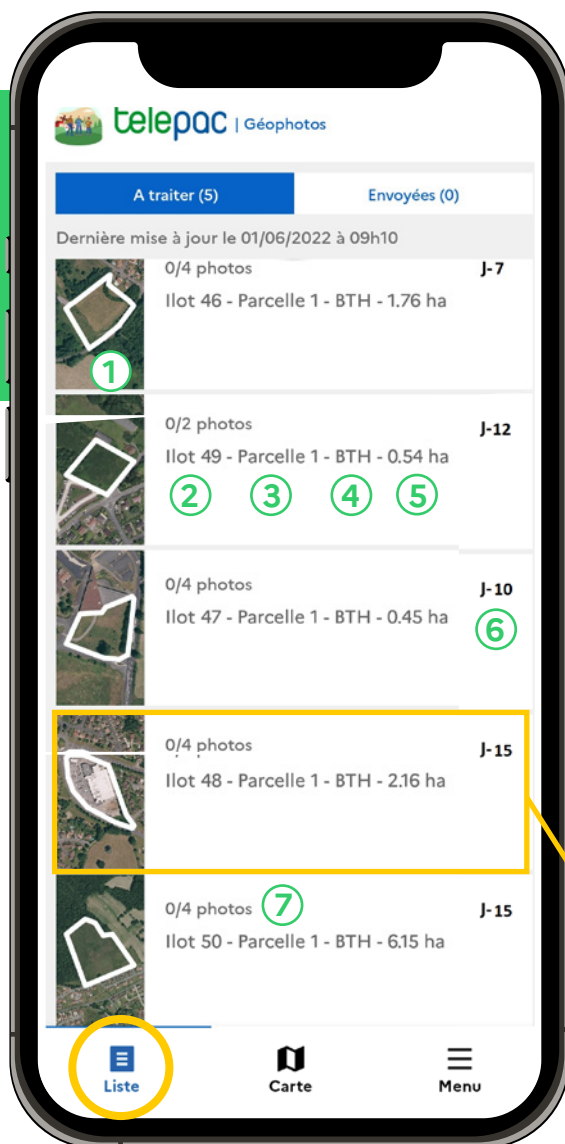 telepac | Géophotos
A traiter (5) Envoyées (0)
Dernière mise à jour le 01/06/2022 à 09h10
0/4 photos J-7
Ilot 46 - Parcelle 1 - BTH - 1.76 ha
1
0/2 photos J-12
Ilot 49 - Parcelle 1 - BTH - 0.54 ha
2 3 4 5
0/4 photos J-10
Ilot 47 - Parcelle 1 - BTH - 0.45 ha
6
0/4 photos J-15
Ilot 48 - Parcelle 1 - BTH - 2.16 ha
0/4 photos 7 J-15
Ilot 50 - Parcelle 1 - BTH - 6.15 ha
Liste Carte Menu